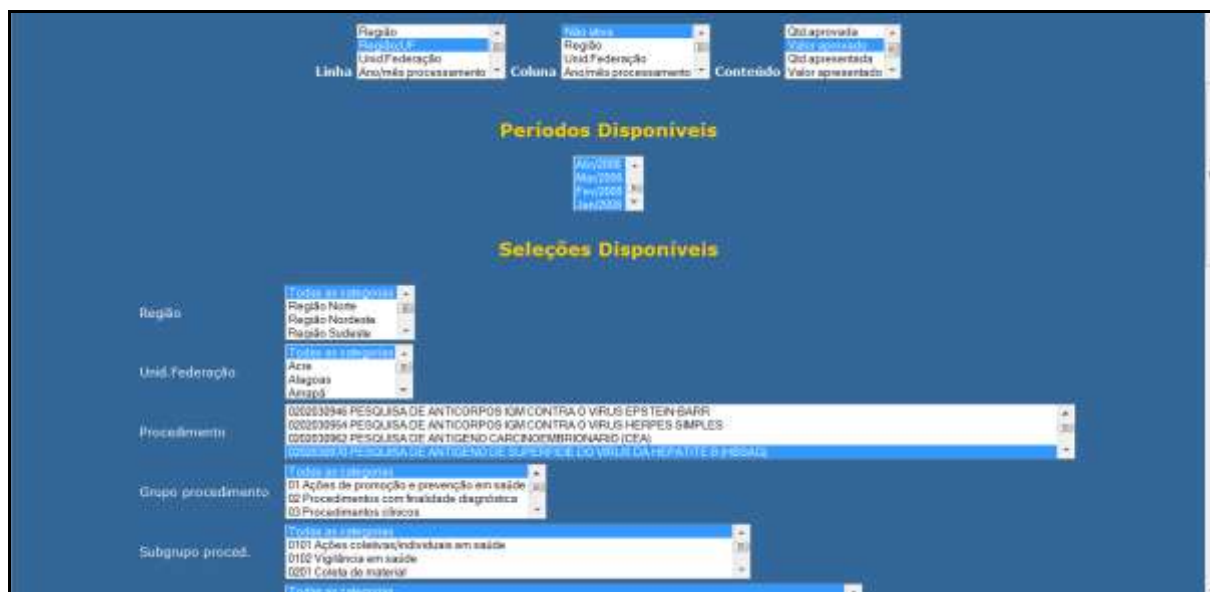 Região
Região/UF
Unid.Federação
Linha Ano/mês processamento
Não ativa
Região
Unid.Federação
Coluna Ano/mês processamento
Qtd.aprovada
Valor aprovado
Qtd.apresentada
Conteúdo Valor apresentado
Períodos Disponíveis
Abr/2008
Mar/2008
Fev/2008
Jan/2008
Seleções Disponíveis
Região
Todas as categorias
Região Norte
Região Nordeste
Região Sudeste
Unid.Federação
Todas as categorias
Acre
Alagoas
Amapá
Procedimento
0202030946 PESQUISA DE ANTICORPOS IGM CONTRA O VIRUS EPSTEIN-BARR
0202030954 PESQUISA DE ANTICORPOS IGM CONTRA O VIRUS HERPES SIMPLES
0202030962 PESQUISA DE ANTIGENO CARCINOEMBRIONARIO (CEA)
0202030970 PESQUISA DE ANTIGENO DE SUPERFICIE DO VIRUS DA HEPATITE B (HBSAG)
Grupo procedimento
Todas as categorias
01 Ações de promoção e prevenção em saúde
02 Procedimentos com finalidade diagnóstica
03 Procedimentos clínicos
Subgrupo proced.
Todas as categorias
0101 Ações coletivas/individuais em saúde
0102 Vigilância em saúde
0201 Coleta de material
Todas as categorias